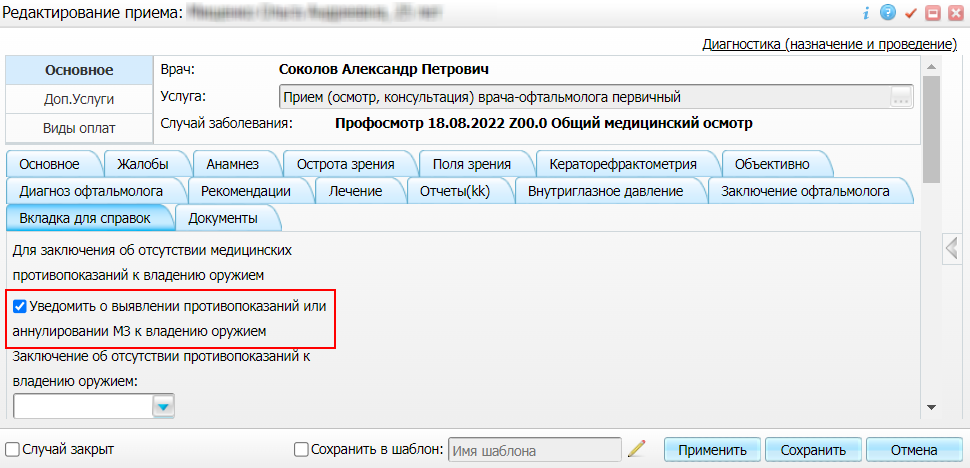 Редактирование приема:
Диагностика (назначение и проведение)
Основное
Доп.Услуги
Виды оплат
Врач: Соколов Александр Петрович
Услуга: Прием (осмотр, консультация) врача-офтальмолога первичный ...
Случай заболевания: Профосмотр 18.08.2022 Z00.0 Общий медицинский осмотр
Основное Жалобы Анамнез Острота зрения Поля зрения Кераторефрактометрия Объективно
Диагноз офтальмолога Рекомендации Лечение Отчеты(kk) Внутриглазное давление Заключение офтальмолога
Вкладка для справок Документы
Для заключения об отсутствии медицинских
противопоказаний к владению оружием
Уведомить о выявлении противопоказаний или
аннулировании МЗ к владению оружием
Заключение об отсутствии противопоказаний к
владению оружием:
Случай закрыт Сохранить в шаблон: Имя шаблона Применить Сохранить Отмена